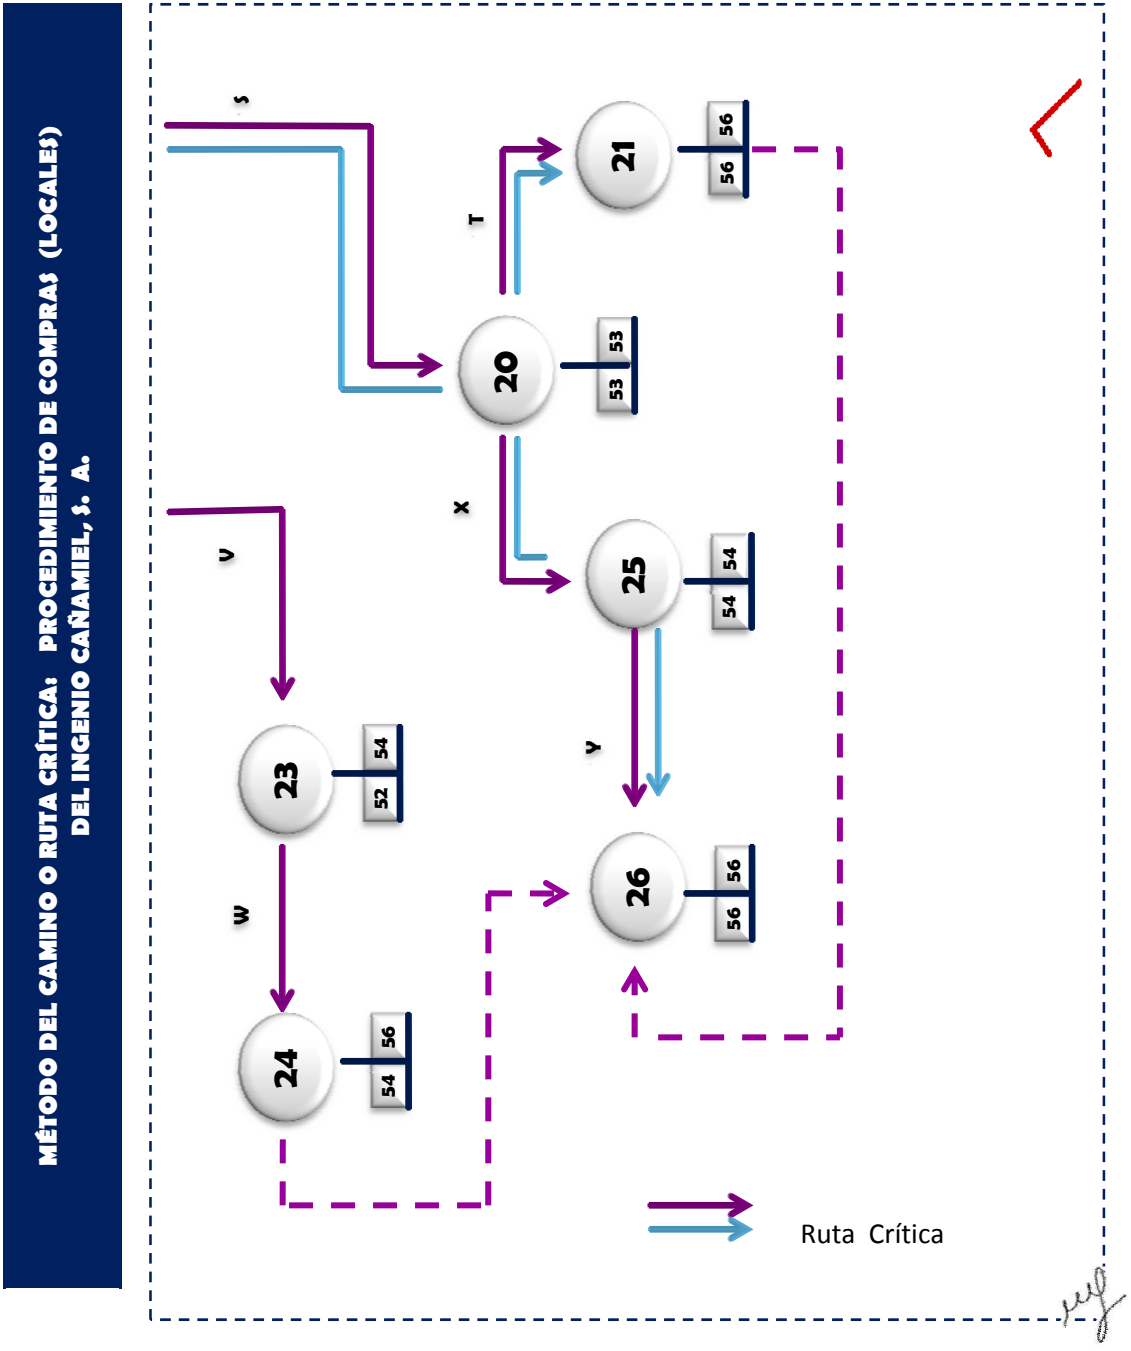 MÉTODO DEL CAMINO O RUTA CRÍTICA: PROCEDIMIENTO DE COMPRAS (LOCALES)
DEL INGENIO CAÑAMIEL, S. A.
S
T
21
56 56
20
53 53
X
V
25
54 54
23
52 54
Y
W
26
56 56
24
54 56
Ruta Crítica